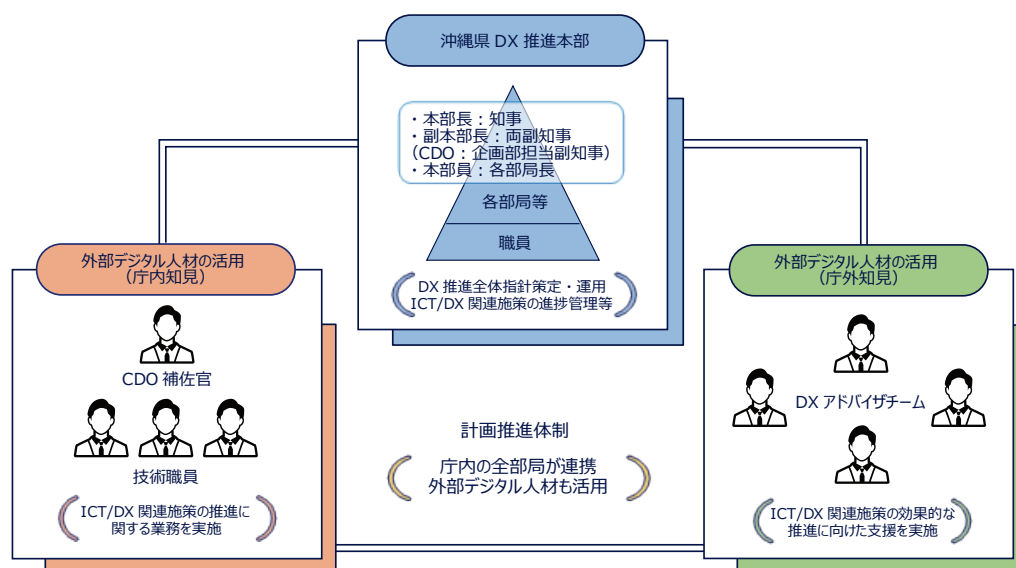 沖縄県 DX 推進本部
・本部長：知事
・副本部長：両副知事
（CDO：企画部担当副知事）
・本部員：各部局長
各部局等
職員
DX 推進全体指針策定・運用
ICT/DX 関連施策の進捗管理等
外部デジタル人材の活用
（庁内知見）
CDO 補佐官
技術職員
ICT/DX 関連施策の推進に
関する業務を実施
計画推進体制
庁内の全部局が連携
外部デジタル人材も活用
外部デジタル人材の活用
（庁外知見）
DX アドバイザチーム
ICT/DX 関連施策の効果的な
推進に向けた支援を実施